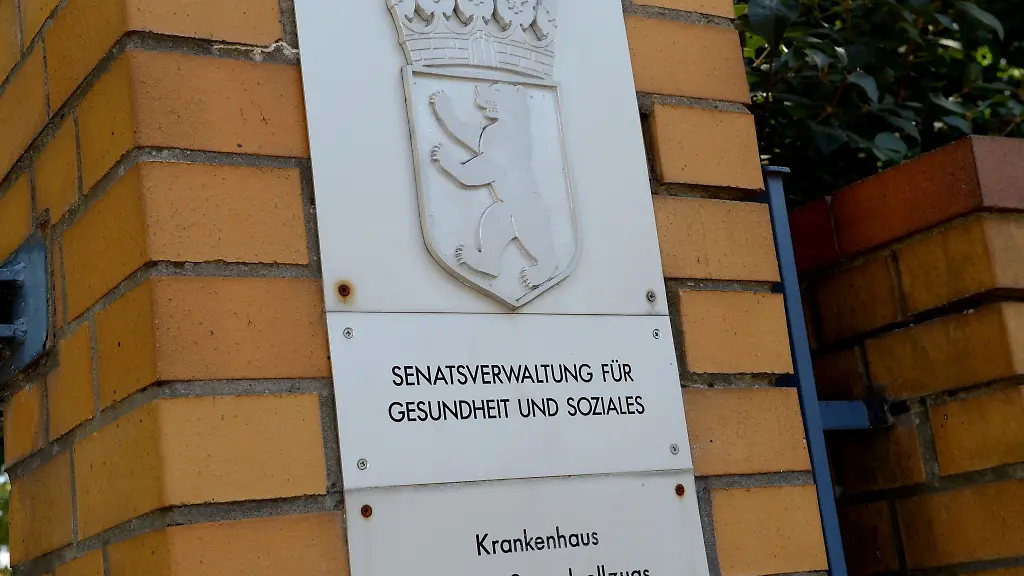 SENATSVERWALTUNG FÜR
GESUNDHEIT UND SOZIALES
Krankenhaus